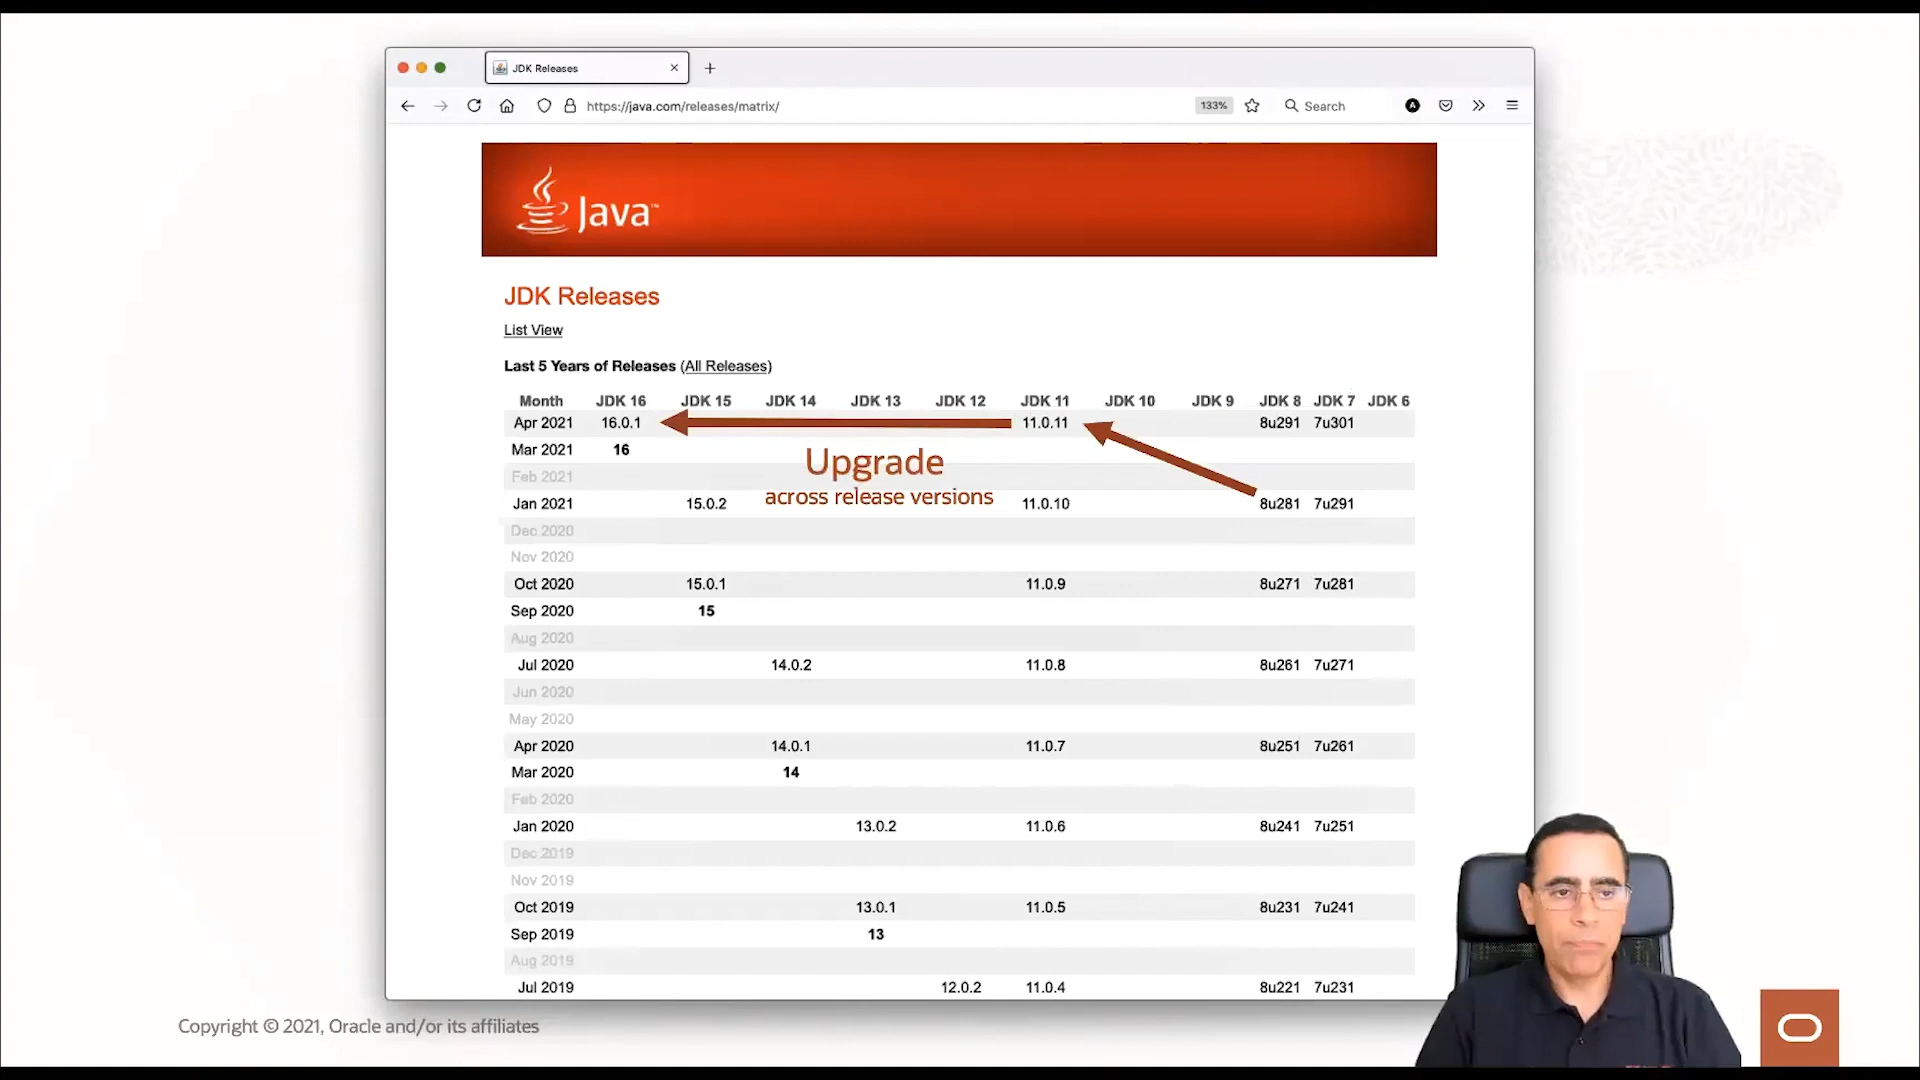 JDK Releases
https://java.com/releases/matrix/
133%
Search
Java™
JDK Releases
List View
Last 5 Years of Releases (All Releases)
Month JDK 16 JDK 15 JDK 14 JDK 13 JDK 12 JDK 11 JDK 10 JDK 9 JDK 8 JDK 7 JDK 6
Apr 2021 16.0.1 11.0.11 8u291 7u301
Mar 2021 16
Upgrade
Feb 2021
across release versions
Jan 2021 15.0.2 11.0.10 8u281 7u291
Dec 2020
Nov 2020
Oct 2020 15.0.1 11.0.9 8u271 7u281
Sep 2020 15
Aug 2020
Jul 2020 14.0.2 11.0.8 8u261 7u271
Jun 2020
May 2020
Apr 2020 14.0.1 11.0.7 8u251 7u261
Mar 2020 14
Feb 2020
Jan 2020 13.0.2 11.0.6 8u241 7u251
Dec 2019
Nov 2019
Oct 2019 13.0.1 11.0.5 8u231 7u241
Sep 2019 13
Aug 2019
Jul 2019 12.0.2 11.0.4 8u221 7u231
Copyright © 2021, Oracle and/or its affiliates